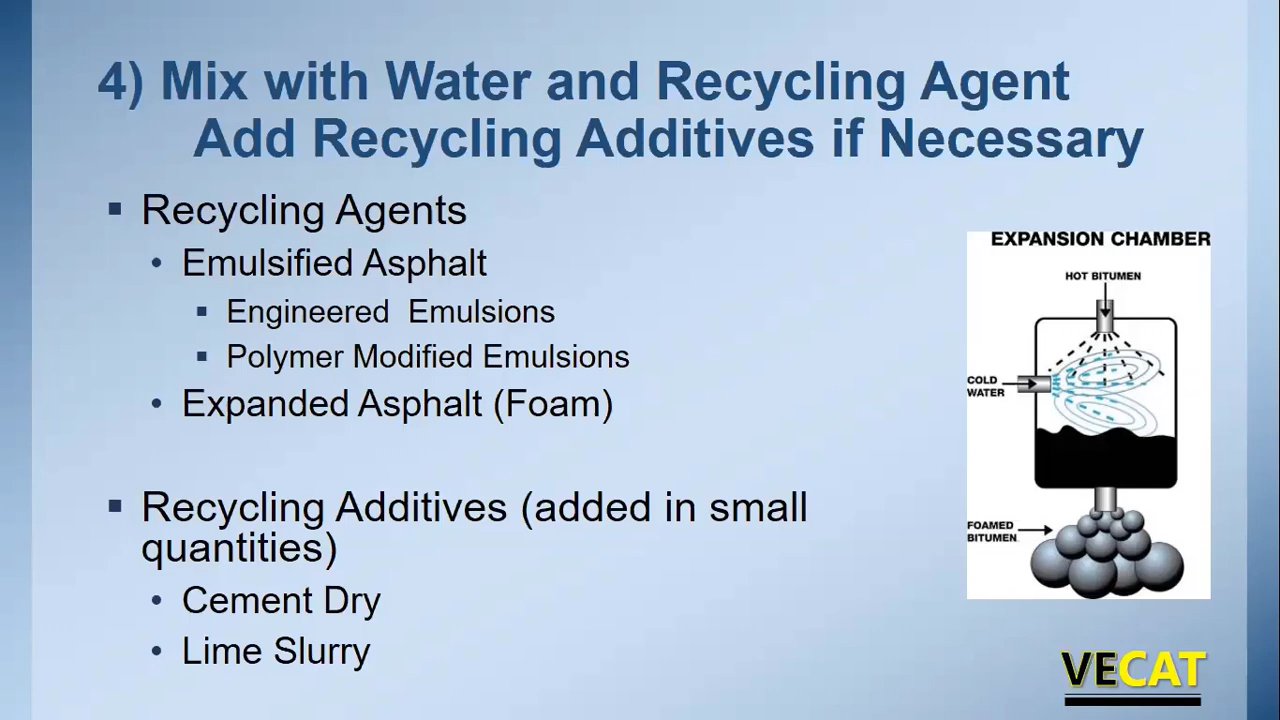 4) Mix with Water and Recycling Agent
Add Recycling Additives if Necessary
▪ Recycling Agents
• Emulsified Asphalt
▪ Engineered Emulsions
▪ Polymer Modified Emulsions
• Expanded Asphalt (Foam)
▪ Recycling Additives (added in small
quantities)
• Cement Dry
• Lime Slurry
EXPANSION CHAMBER
HOT BITUMEN
COLD
WATER
FOAMED
BITUMEN
VECAT